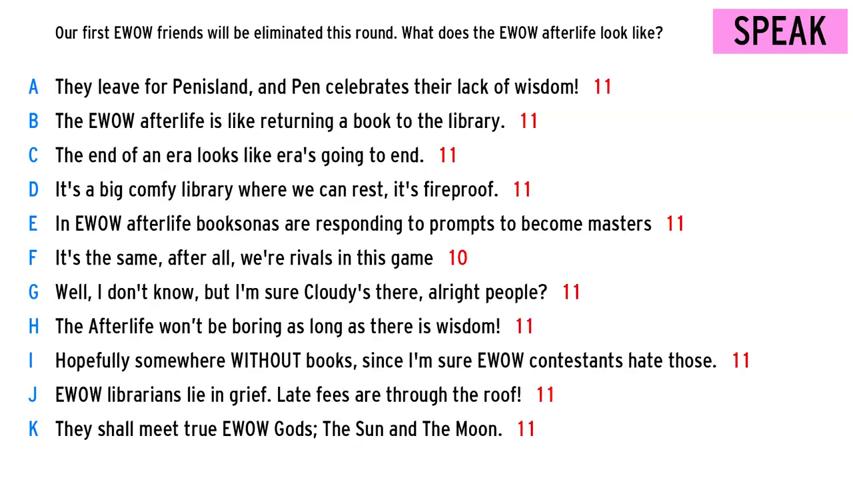 Our first EWOW friends will be eliminated this round. What does the EWOW afterlife look like?
SPEAK
A They leave for Penisland, and Pen celebrates their lack of wisdom! 11
B The EWOW afterlife is like returning a book to the library. 11
C The end of an era looks like era's going to end. 11
D It's a big comfy library where we can rest, it's fireproof. 11
E In EWOW afterlife booksonas are responding to prompts to become masters 11
F It's the same, after all, we're rivals in this game 10
G Well, I don't know, but I'm sure Cloudy's there, alright people? 11
H The Afterlife won’t be boring as long as there is wisdom! 11
I Hopefully somewhere WITHOUT books, since I'm sure EWOW contestants hate those. 11
J EWOW librarians lie in grief. Late fees are through the roof! 11
K They shall meet true EWOW Gods; The Sun and The Moon. 11